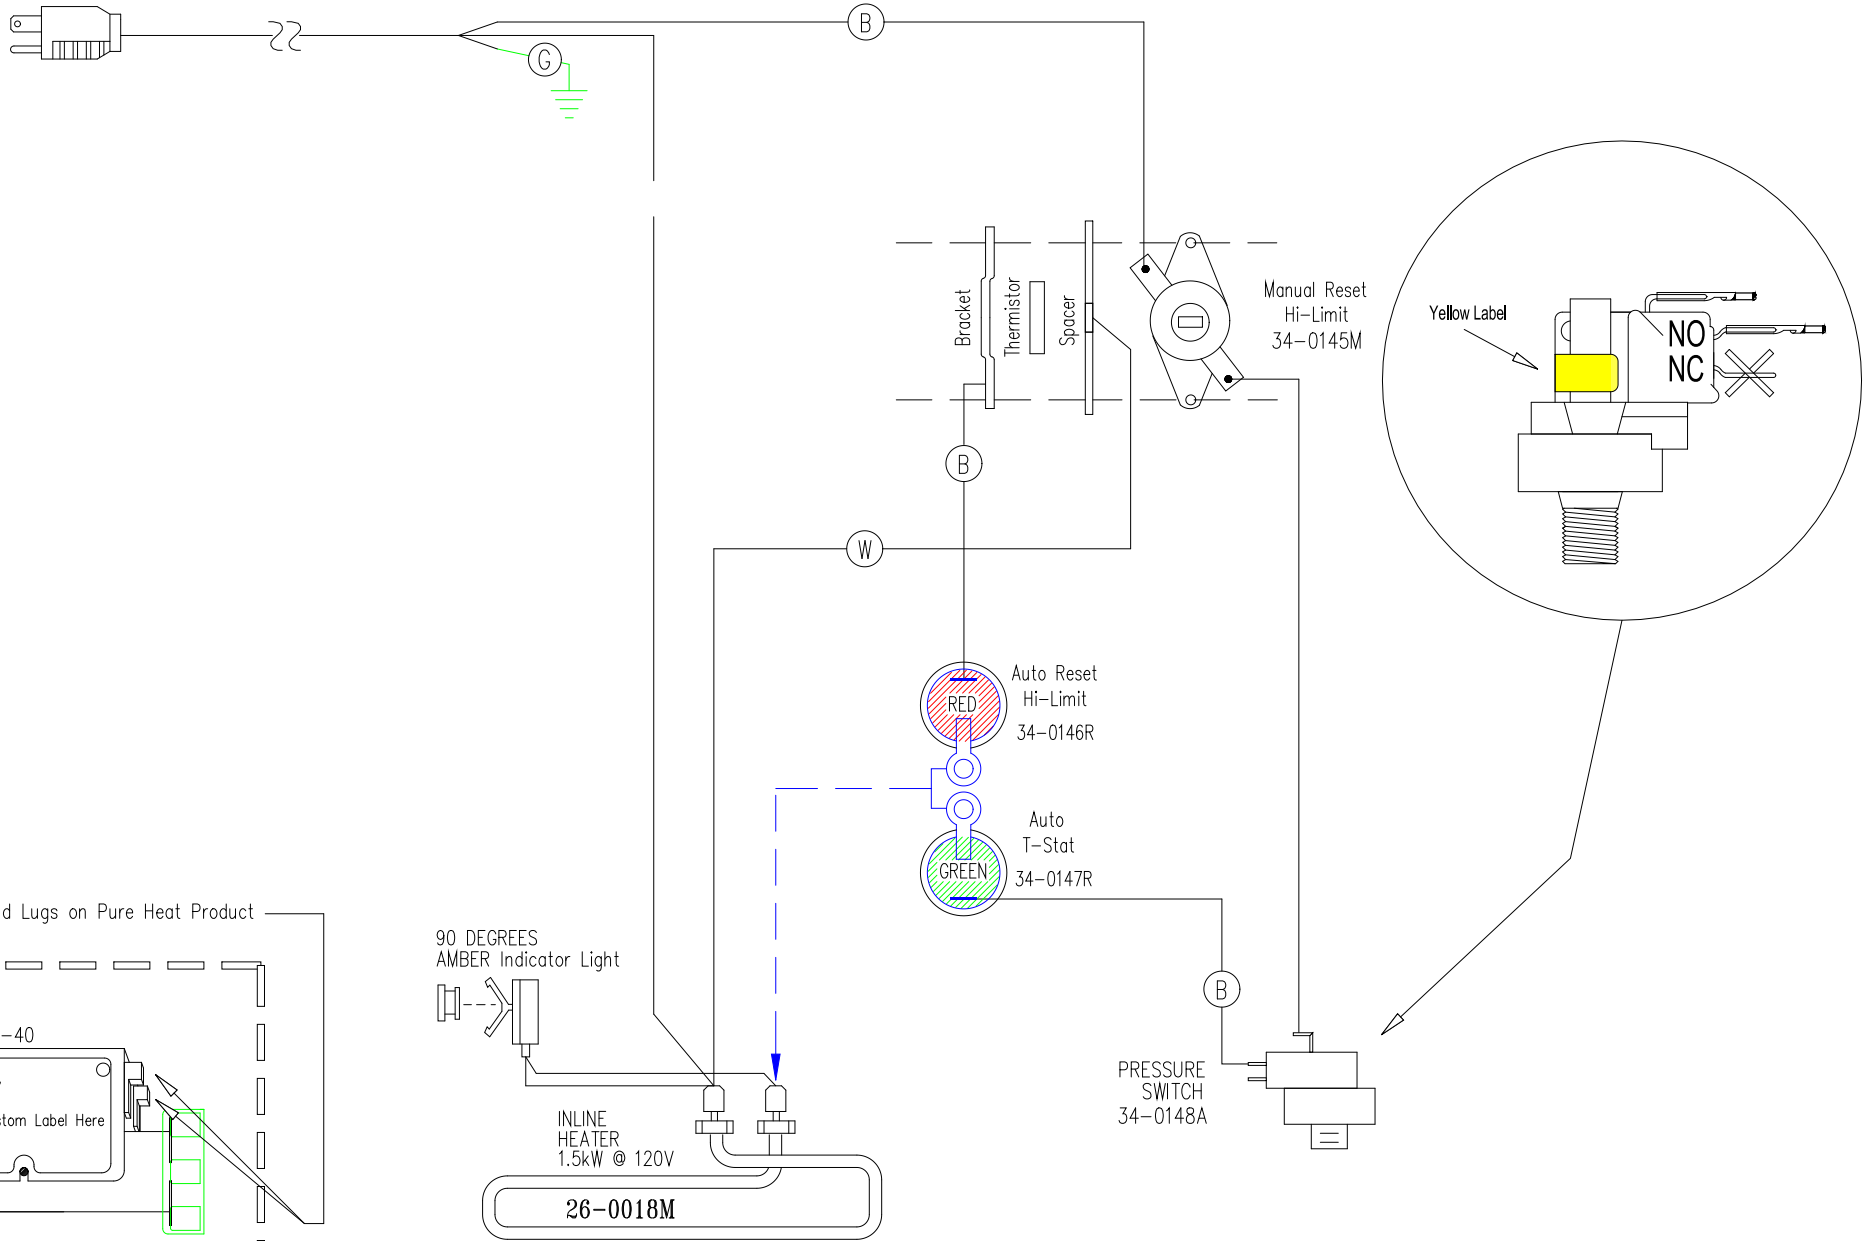 B
G
Manual Reset
Hi-Limit
34-0145M
Bracket
Thermistor
Spacer
Yellow Label
NO
NC
B
W
RED
Auto Reset
Hi-Limit
34-0146R
GREEN
Auto
T-Stat
34-0147R
d Lugs on Pure Heat Product
90 DEGREES
AMBER Indicator Light
B
-40
tom Label Here
PRESSURE
SWITCH
34-0148A
INLINE
HEATER
1.5kW @ 120V
26-0018M